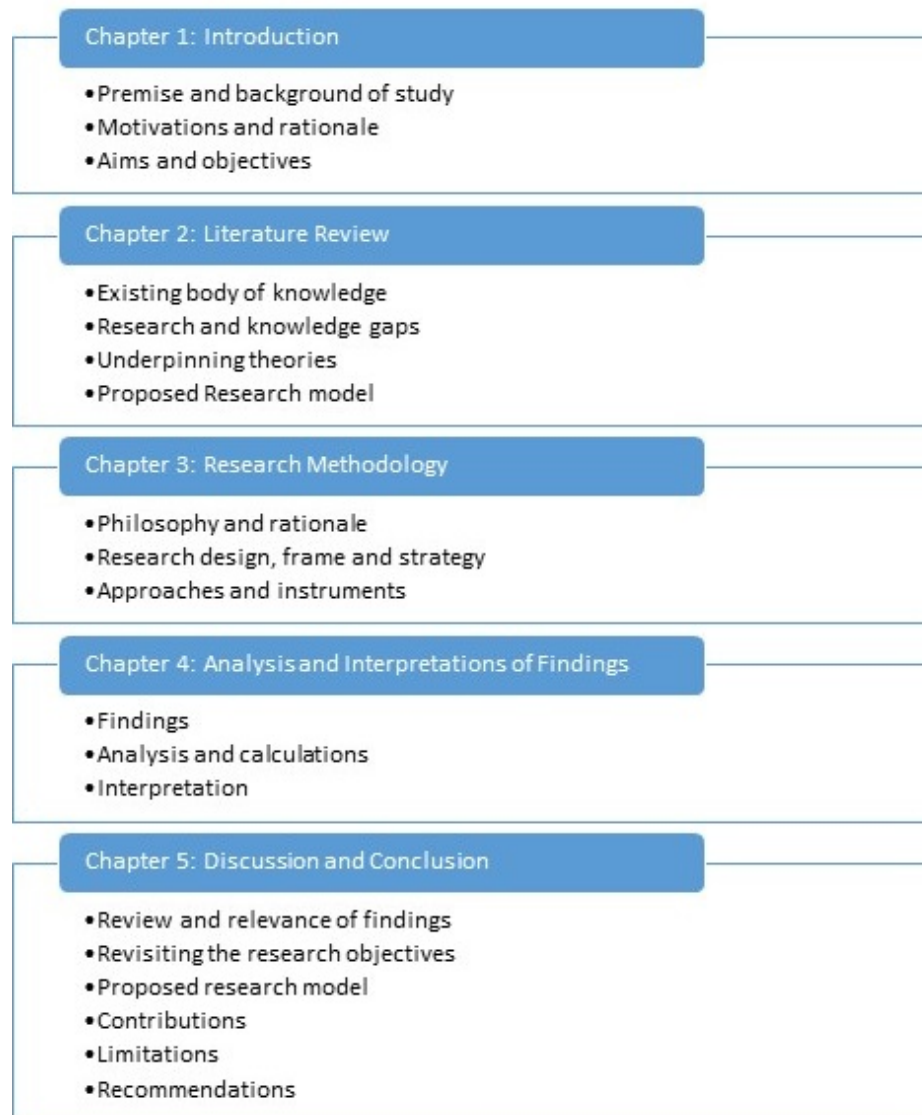 Chapter 1: Introduction
•Premise and background of study
•Motivations and rationale
•Aims and objectives
Chapter 2: Literature Review
•Existing body of knowledge
•Research and knowledge gaps
•Underpinning theories
•Proposed Research model
Chapter 3: Research Methodology
•Philosophy and rationale
•Research design, frame and strategy
•Approaches and instruments
Chapter 4: Analysis and Interpretations of Findings
•Findings
•Analysis and calculations
•Interpretation
Chapter 5: Discussion and Conclusion
•Review and relevance of findings
•Revisiting the research objectives
•Proposed research model
•Contributions
•Limitations
•Recommendations